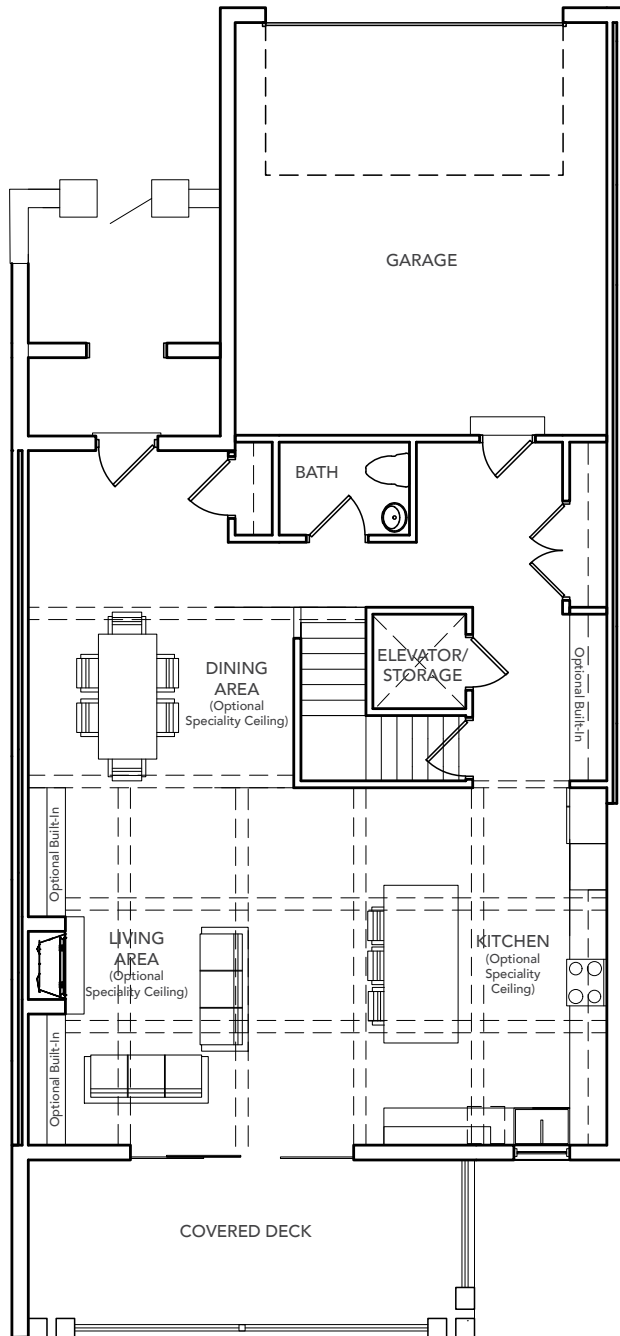 GARAGE
BATH
ELEVATOR/
STORAGE
DINING
AREA
(Optional
Speciality Ceiling)
Optional Built-In
Optional Built-In
LIVING
AREA
(Optional
Speciality Ceiling)
KITCHEN
(Optional
Speciality
Ceiling)
Optional Built-In
COVERED DECK